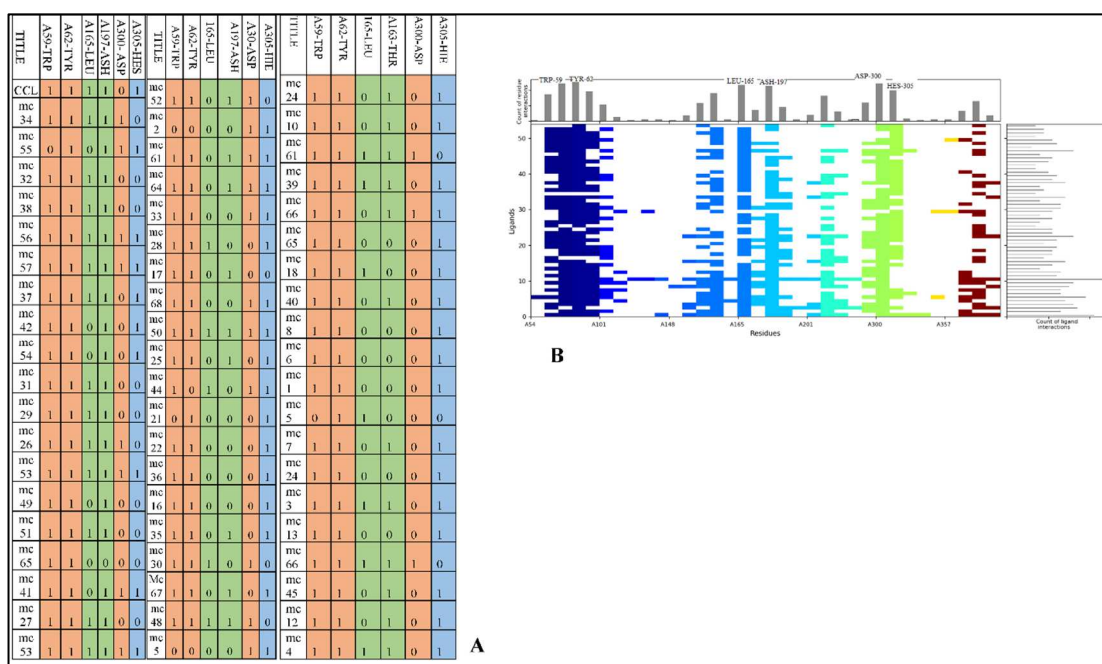 TITLE A59-TRP A62-TYR A165-LEU A197-ASH A300- ASP A305-HES
CCL 1 1 1 1 0 1
mc
34 1 1 1 1 1 0
mc
55 0 1 0 1 1 1
mc
32 1 1 1 1 0 0
mc
38 1 1 1 1 0 0
mc
56 1 1 1 1 1 1
mc
57 1 1 1 1 1 1
mc
37 1 1 1 1 0 1
mc
42 1 1 0 1 0 1
mc
54 1 1 0 1 0 1
mc
31 1 1 1 1 0 0
mc
29 1 1 1 1 0 0
mc
26 1 1 1 1 1 0
mc
53 1 1 1 1 1 1
mc
49 1 1 0 1 0 0
mc
51 1 1 1 1 0 0
mc
65 1 1 0 0 0 0
mc
41 1 1 0 1 1 1
mc
27 1 1 1 1 0 0
mc
53 1 1 1 1 1 1
TITLE A59-TRP A62-TYR 165-LEU A197-ASH A30-ASP A305-HIE
mc
52 1 1 0 1 1 0
mc
2 0 0 0 0 1 1
mc
61 1 1 0 1 1 1
mc
64 1 1 0 1 1 1
mc
33 1 1 0 0 1 1
mc
28 1 1 1 0 0 1
mc
17 1 1 0 1 0 0
mc
68 1 1 0 0 0 1
mc
50 1 1 1 1 1 1
mc
25 1 1 0 1 0 1
mc
44 1 0 1 0 1 1
mc
21 0 1 0 0 0 1
mc
22 1 1 0 0 0 1
mc
36 1 1 0 0 0 1
mc
16 1 1 0 0 0 1
mc
35 1 1 0 1 0 1
mc
30 1 1 1 0 1 0
Mc
67 1 1 0 1 0 1
mc
48 1 1 1 1 1 0
mc
5 0 0 0 0 1 1
TITLE A59-TRP A62-TYR 165-LEU A163-THR A300-ASP A305-HIE
mc
24 1 1 0 1 0 1
mc
10 1 1 0 1 0 1
mc
61 1 1 1 1 1 0
mc
39 1 1 1 1 0 1
mc
66 1 1 0 1 1 1
mc
65 1 1 0 0 0 1
mc
18 1 1 1 0 0 1
mc
40 1 1 0 1 0 1
mc
8 1 1 0 0 0 1
mc
6 1 1 0 0 0 1
mc
1 1 1 0 0 0 1
mc
5 0 1 1 0 0 0
mc
7 1 1 0 1 0 1
mc
24 1 1 0 0 0 1
mc
3 1 1 1 1 0 1
mc
13 1 1 0 0 0 1
mc
66 1 1 1 1 1 0
mc
45 1 1 0 1 0 1
mc
12 1 1 0 1 0 1
mc
4 1 1 1 1 0 1
A
Count of residue
interactions
TRP-59 TYR-62 LEU-165 ASH-197 ASP-300
HES-305
Ligands
50
40
30
20
10
0
A54 A101 A149 A165 A201 A300 A357
Residues
Count of ligand
interactions
B